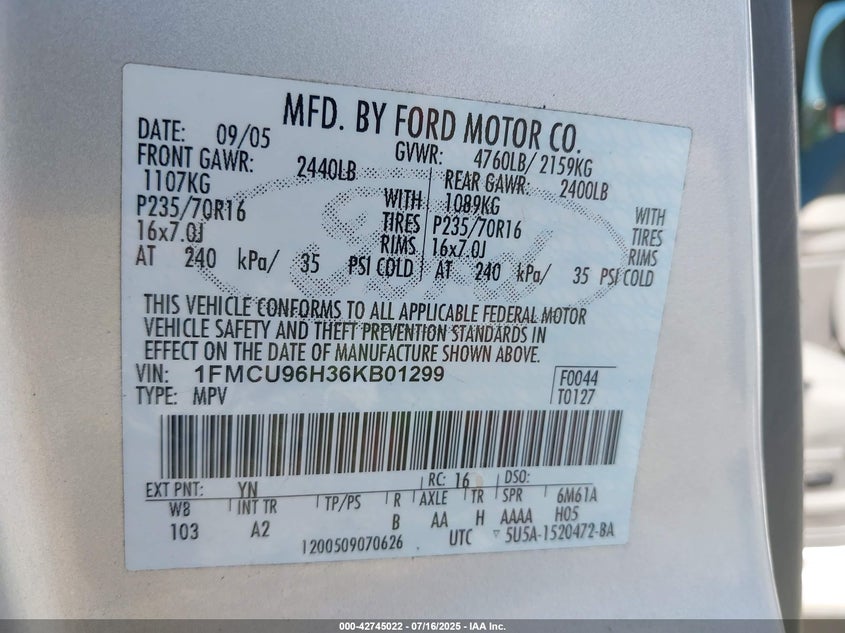 MFD. BY FORD MOTOR CO.
DATE: 09/05 GVWR: 4760LB/ 2159KG
FRONT GAWR: 2440LB REAR GAWR: 2400LB
1107KG WITH 1089KG WITH
P235/70R16 TIRES P235/70R16 TIRES
16x7.0J RIMS 16x7.0J RIMS
AT 240 kPa/ 35 PSI COLD AT 240 kPa/ 35 PSI COLD
Ford
THIS VEHICLE CONFORMS TO ALL APPLICABLE FEDERAL MOTOR
VEHICLE SAFETY AND THEFT PREVENTION STANDARDS IN
EFFECT ON THE DATE OF MANUFACTURE SHOWN ABOVE.
VIN: 1FMCU96H36KB01299 F0044
TYPE: MPV T0127
EXT PNT: YN RC: 16 DSO:
WB INT TR TP/PS R AXLE TR SPR 6M61A
103 A2 B AA H AAAA H05
1200509070626 UTC ▽ 5U5A-1520472-BA
000-42745022 - 07/16/2025 - IAA Inc.